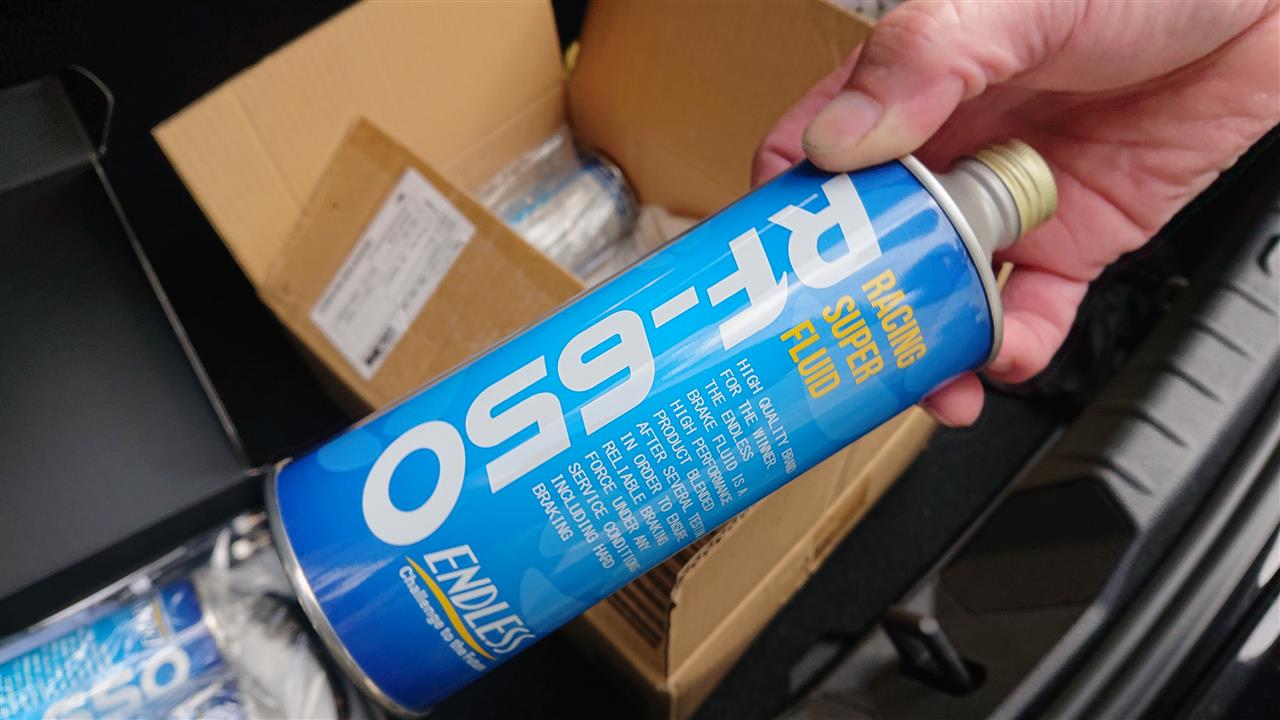 RF-650
RACING
SUPER
FLUID
HIGH QUALITY BRAND
FOR THE WINNER
THE ENDLESS
BRAKE FLUID IS A
HIGH PERFORMANCE
PRODUCT BLENDED
AFTER SEVERAL
IN ORDER TO ENSURE
RELIABLE BRAKING
FORCE UNDER ANY
SERVICE CONDITIONS
INCLUDING HARD
BRAKING
ENDLESS
Challenge to the Future
650